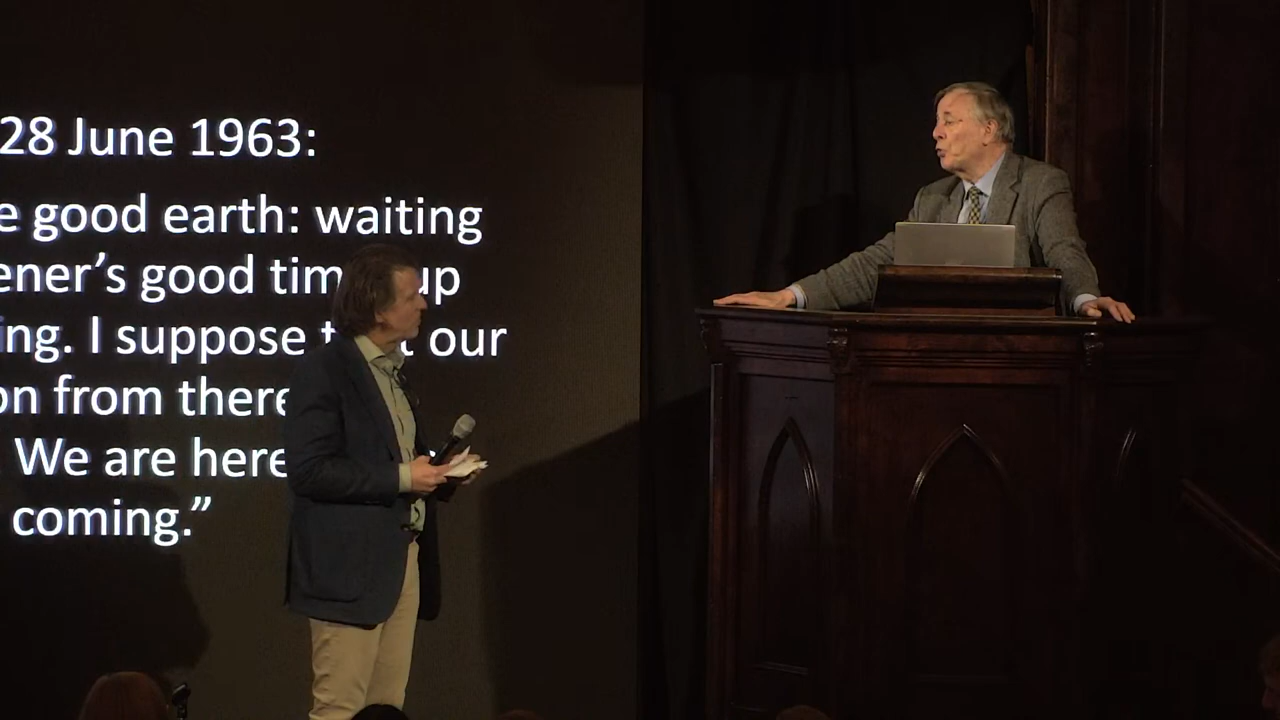 28 June 1963:
e good earth: waiting
ener’s good tim up
ing. I suppose t t our
on from there
. We are here
coming.”